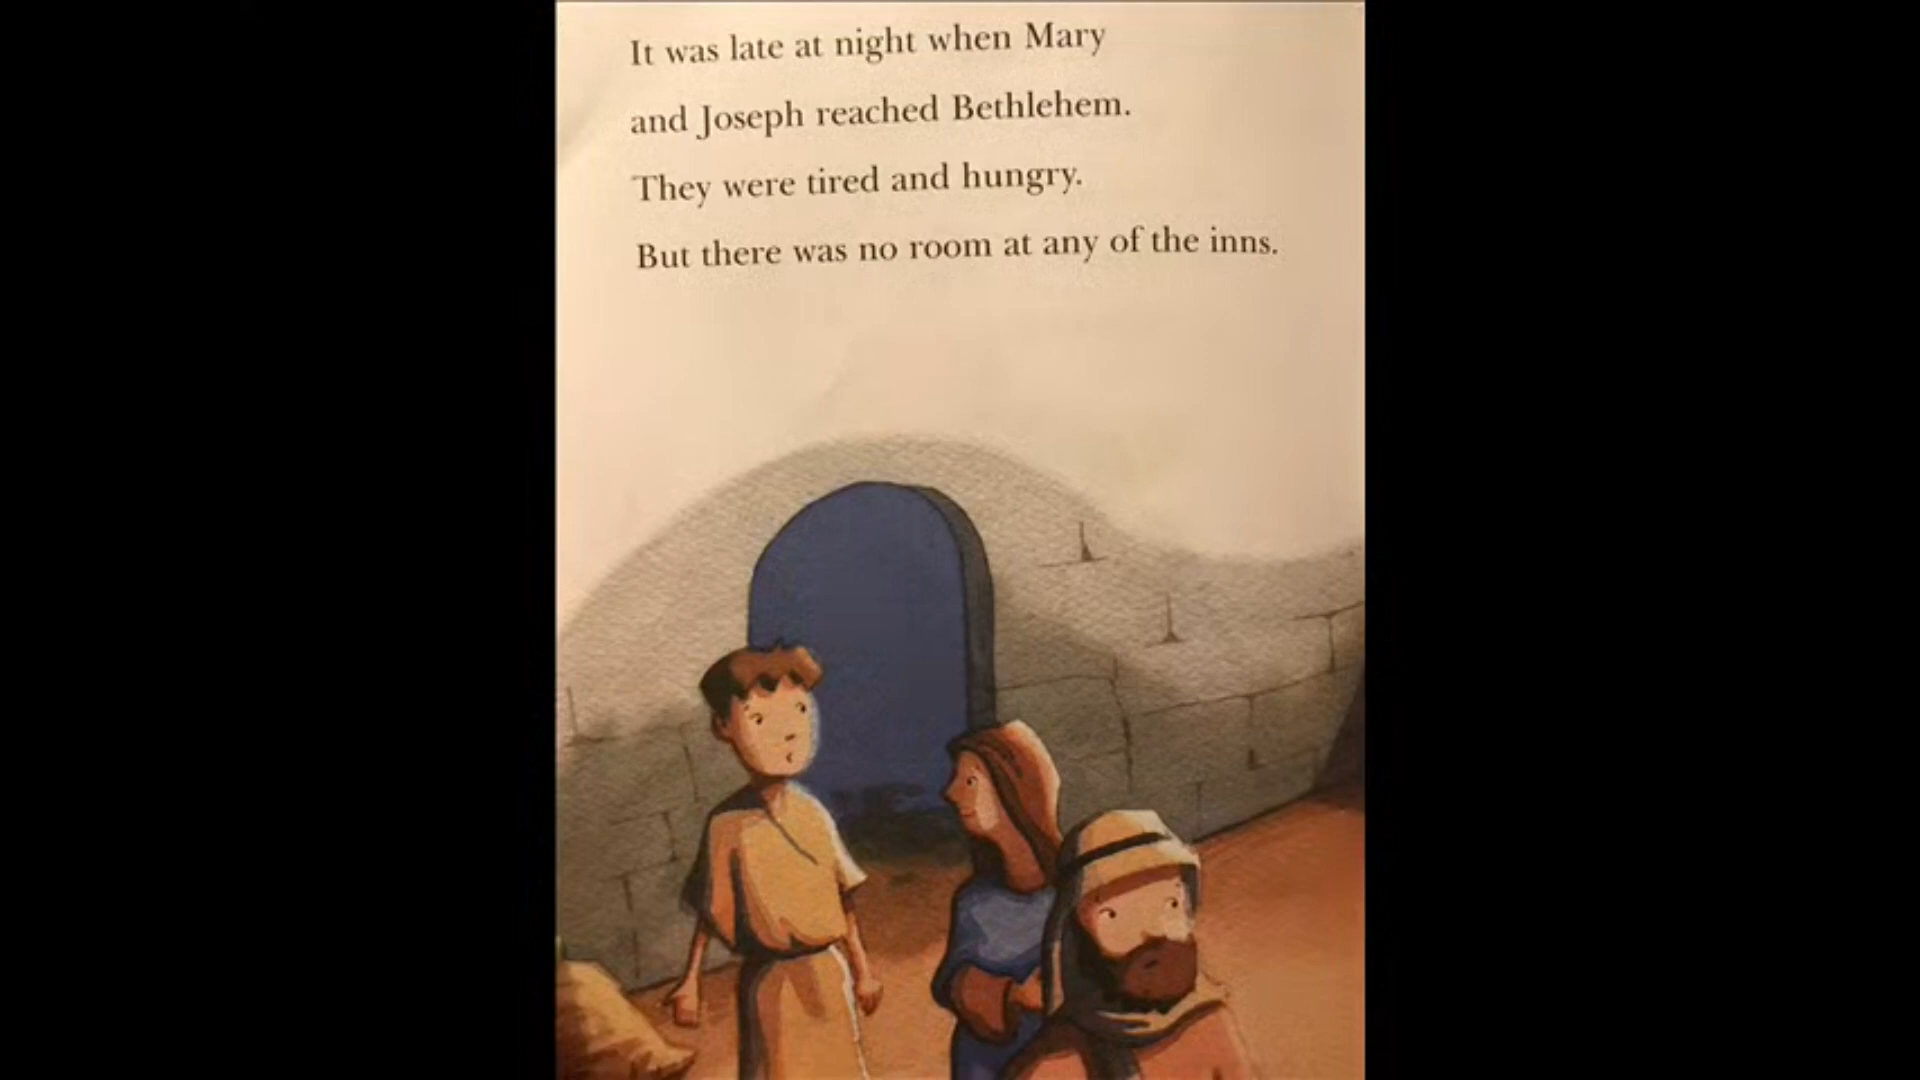 It was late at night when Mary
and Joseph reached Bethlehem.
They were tired and hungry.
But there was no room at any of the inns.